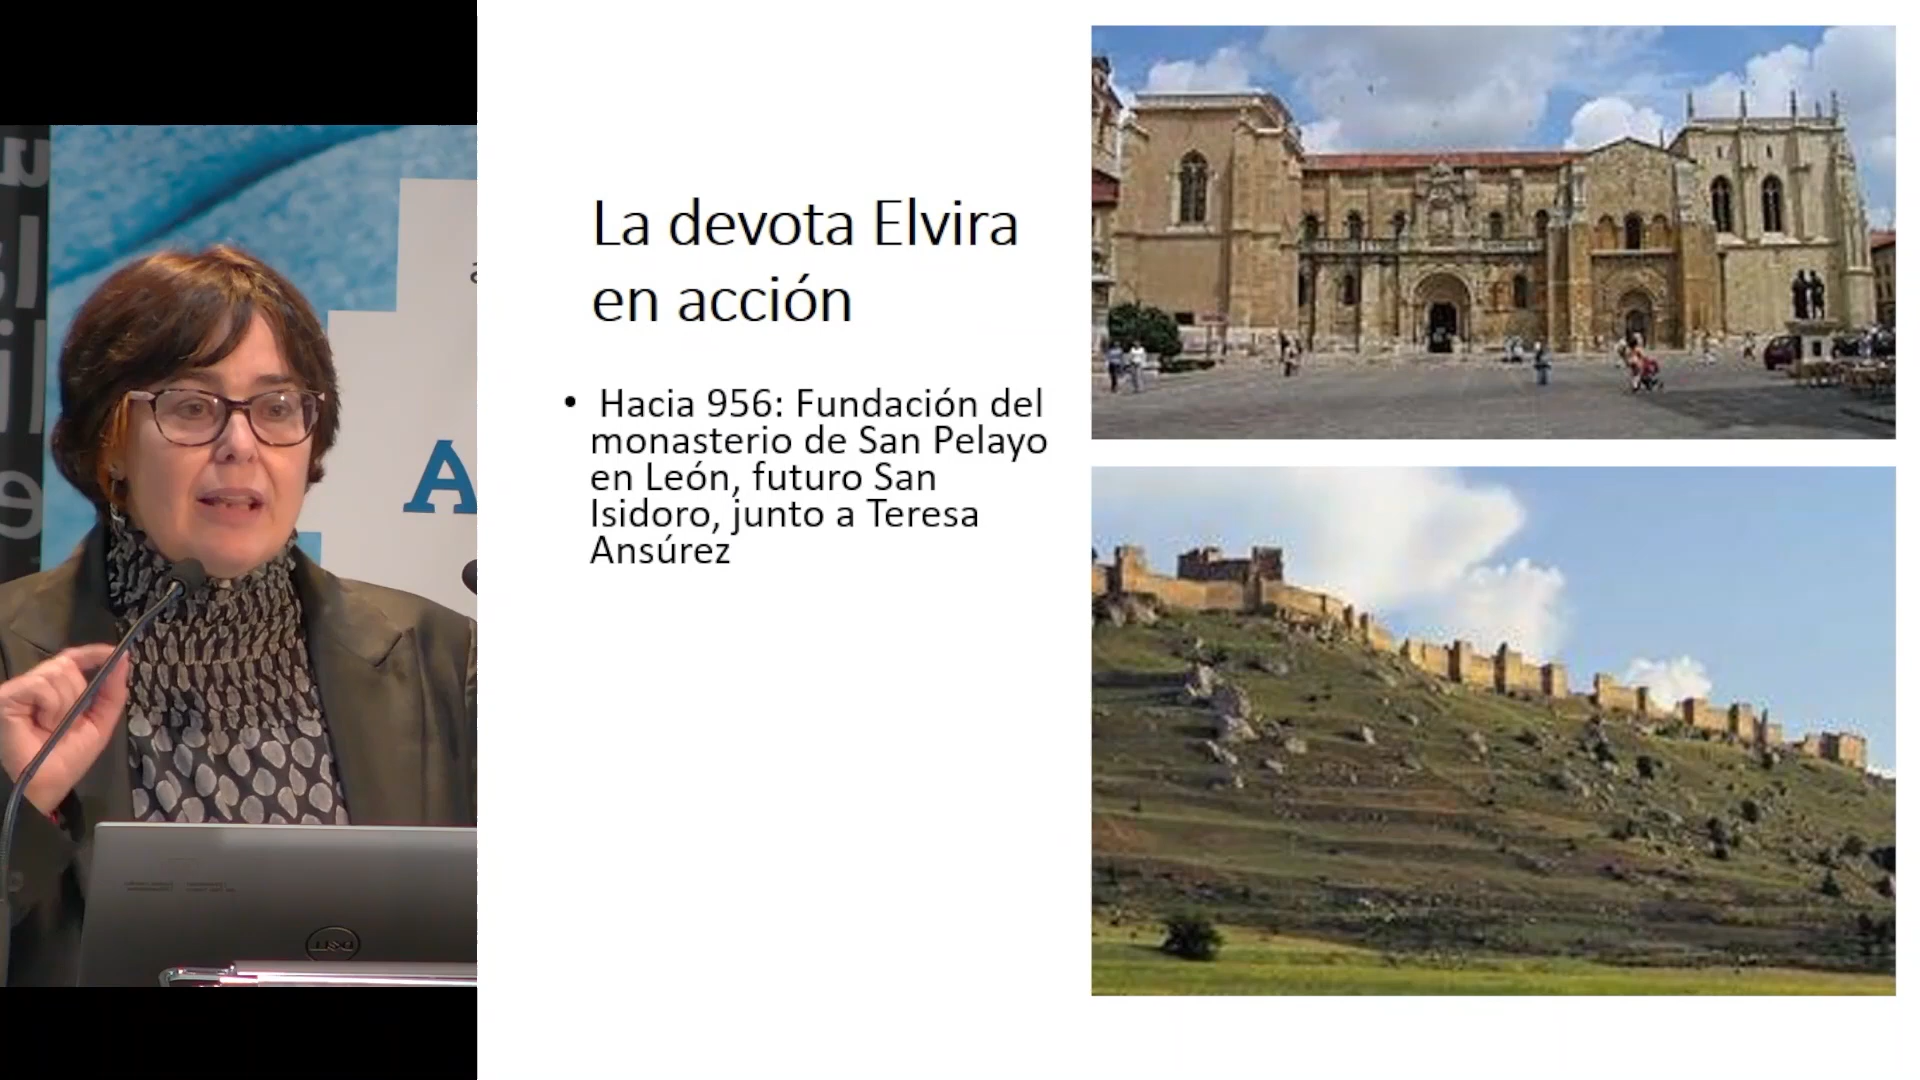 La devota Elvira
en acción
• Hacia 956: Fundación del
monasterio de San Pelayo
en León, futuro San
Isidoro, junto a Teresa
Ansúrez
A
DELL